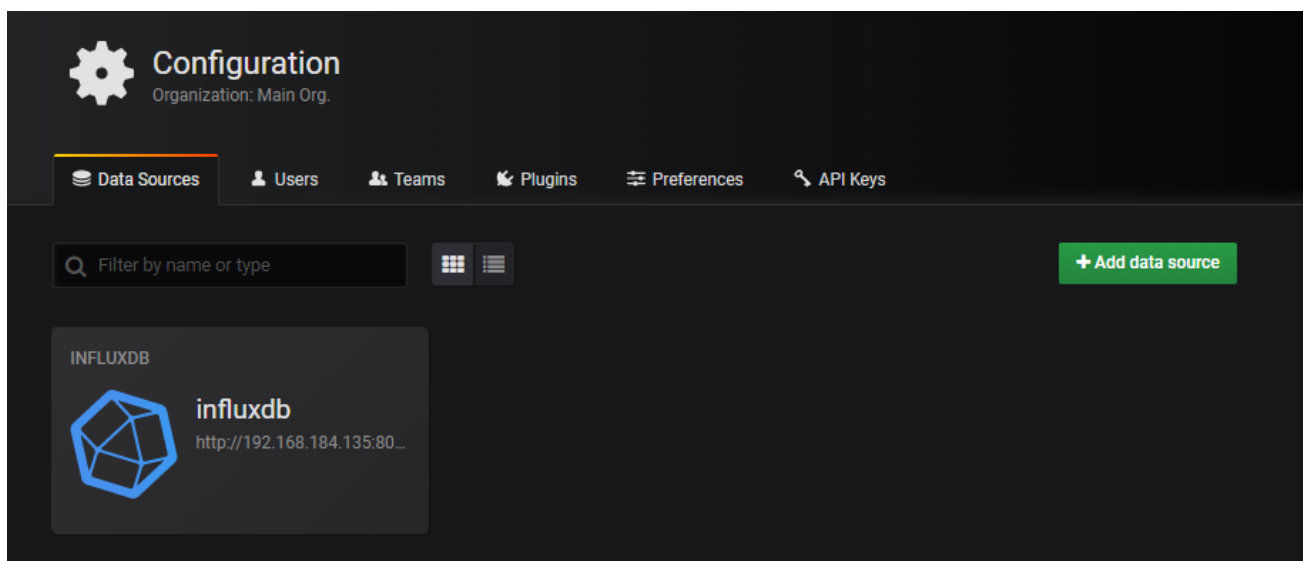 Configuration
Organization: Main Org.
Data Sources Users Teams Plugins Preferences API Keys
Filter by name or type
+ Add data source
INFLUXDB
influxdb
http://192.168.184.135:80...